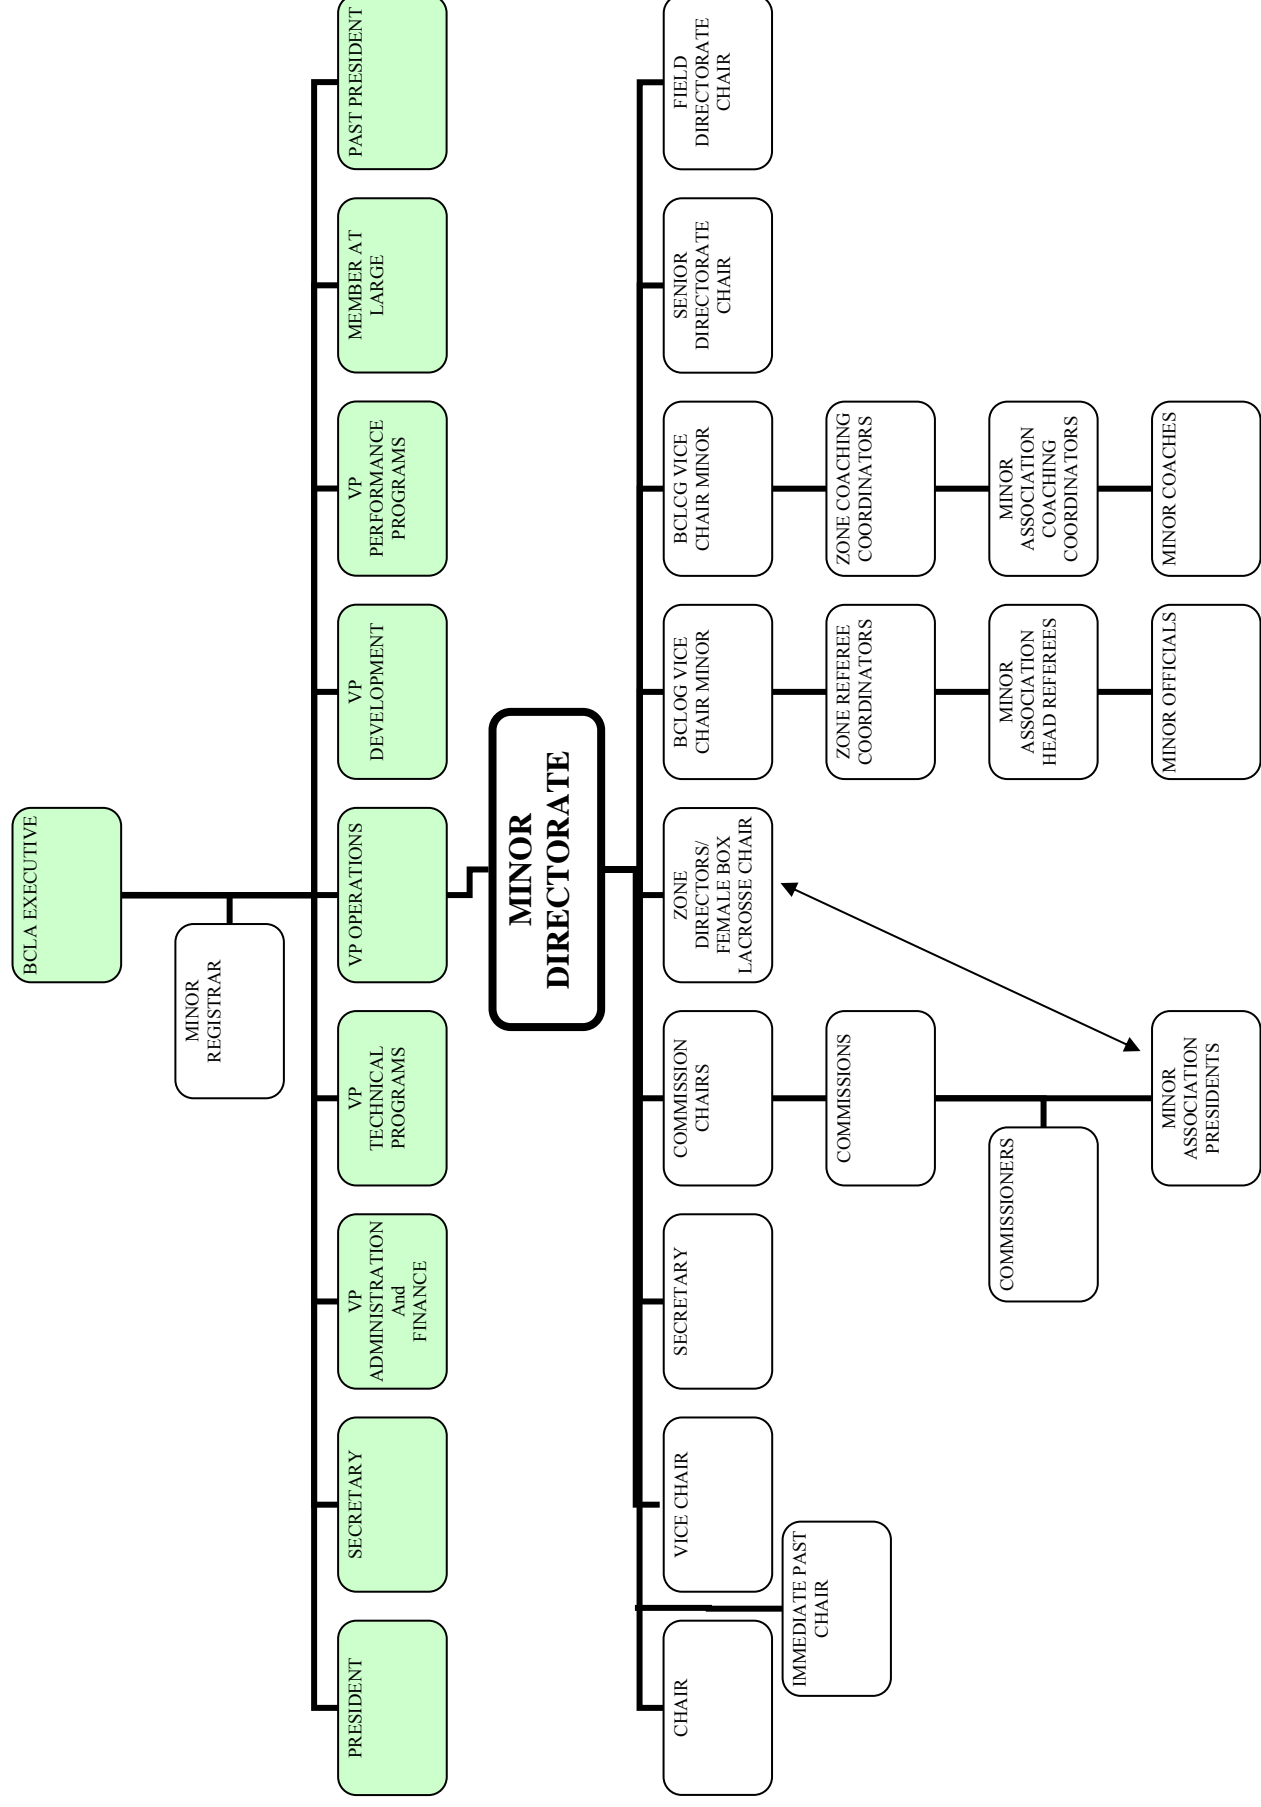 BCLA EXECUTIVE
MINOR
REGISTRAR
PRESIDENT
SECRETARY
VP
ADMINISTRATION
And
FINANCE
VP
TECHNICAL
PROGRAMS
VP OPERATIONS
VP
DEVELOPMENT
VP
PERFORMANCE
PROGRAMS
MEMBER AT
LARGE
PAST PRESIDENT
MINOR
DIRECTORATE
CHAIR
IMMEDIATE PAST
CHAIR
VICE CHAIR
SECRETARY
COMMISSION
CHAIRS
ZONE
DIRECTORS/
FEMALE BOX
LACROSSE CHAIR
BCLOG VICE
CHAIR MINOR
BCLCG VICE
CHAIR MINOR
SENIOR
DIRECTORATE
CHAIR
FIELD
DIRECTORATE
CHAIR
COMMISSIONS
ZONE REFEREE
COORDINATORS
ZONE COACHING
COORDINATORS
COMMISSIONERS
MINOR
ASSOCIATION
HEAD REFEREES
MINOR
ASSOCIATION
COACHING
COORDINATORS
MINOR
ASSOCIATION
PRESIDENTS
MINOR OFFICIALS
MINOR COACHES